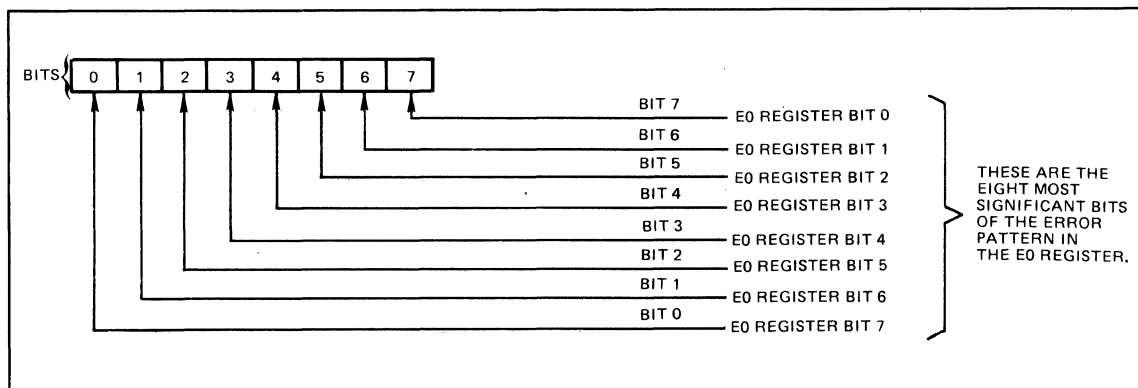 BITS 0 1 2 3 4 5 6 7
BIT 7 E0 REGISTER BIT 0
BIT 6 E0 REGISTER BIT 1
BIT 5 E0 REGISTER BIT 2
BIT 4 E0 REGISTER BIT 3
BIT 3 E0 REGISTER BIT 4
BIT 2 E0 REGISTER BIT 5
BIT 1 E0 REGISTER BIT 6
BIT 0 E0 REGISTER BIT 7
THESE ARE THE
EIGHT MOST
SIGNIFICANT BITS
OF THE ERROR
PATTERN IN
THE E0 REGISTER.